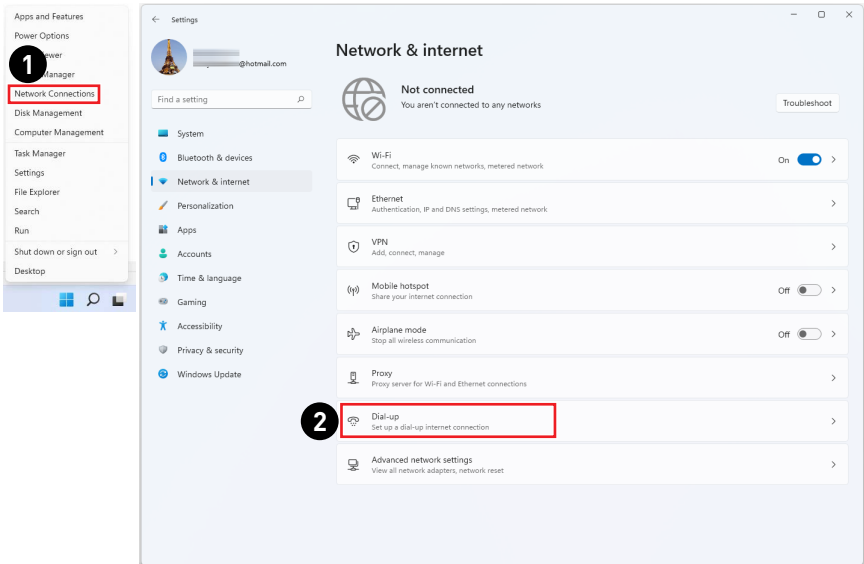 Apps and Features
Power Options
ewer
1
Manager
Network Connections
Disk Management
Computer Management
Task Manager
Settings
File Explorer
Search
Run
Shut down or sign out
Desktop
Settings
@hotmail.com
Find a setting
System
Bluetooth & devices
Network & internet
Personalization
Apps
Accounts
Time & language
Gaming
Accessibility
Privacy & security
Windows Update
Network & internet
Not connected
You aren't connected to any networks
Troubleshoot
Wi-Fi
Connect, manage known networks, metered network
On
Ethernet
Authentication, IP and DNS settings, metered network
VPN
Add, connect, manage
Mobile hotspot
Share your internet connection
Off
Airplane mode
Stop all wireless communication
Off
Proxy
Proxy server for Wi-Fi and Ethernet connections
2
Dial-up
Set up a dial-up internet connection
Advanced network settings
View all network adapters, network reset